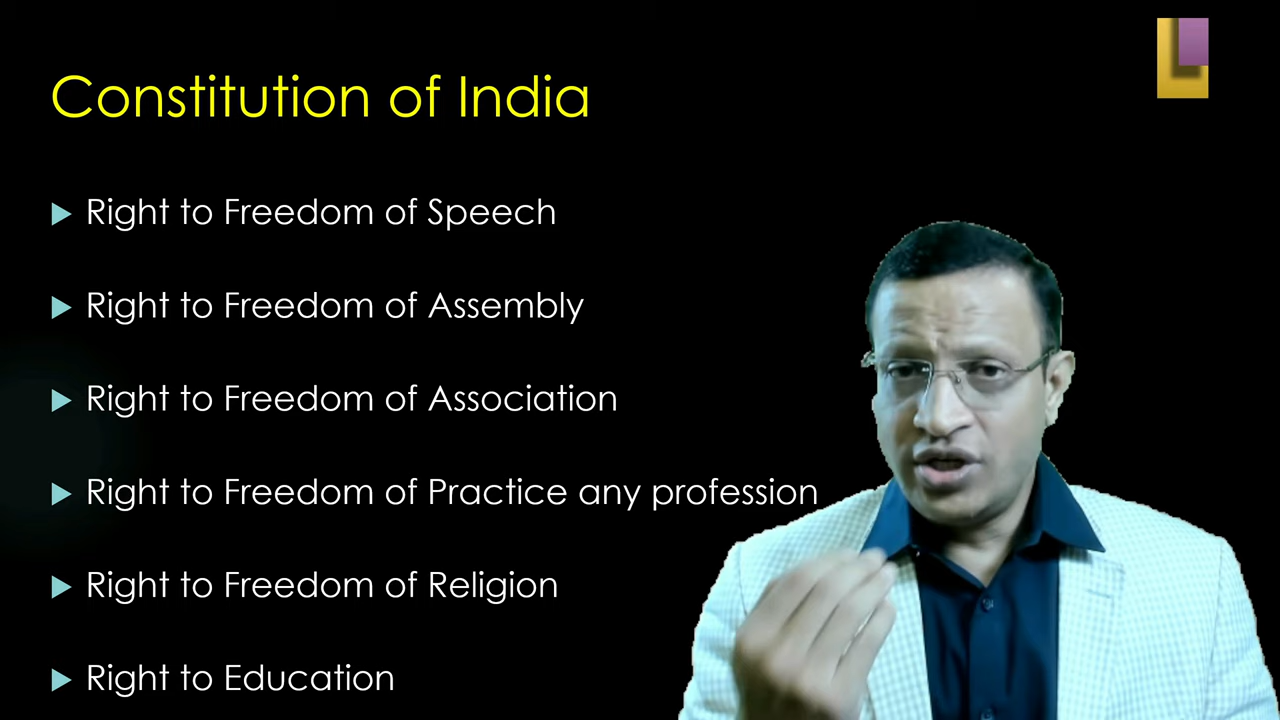 Constitution of India
Right to Freedom of Speech
Right to Freedom of Assembly
Right to Freedom of Association
Right to Freedom of Practice any profession
Right to Freedom of Religion
Right to Education